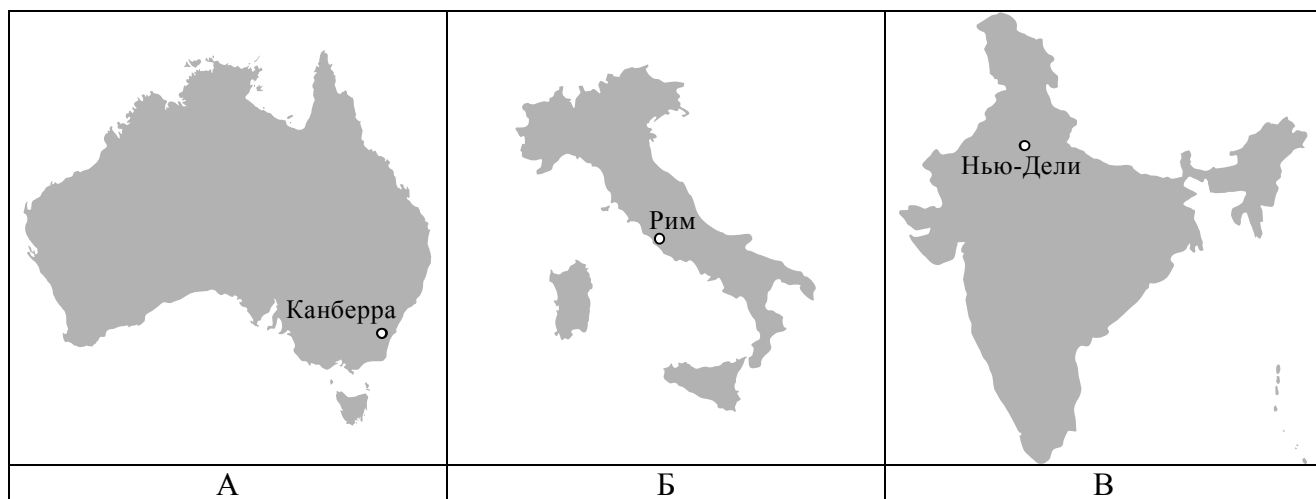 Канберра
Рим
Нью-Дели
А
Б
В